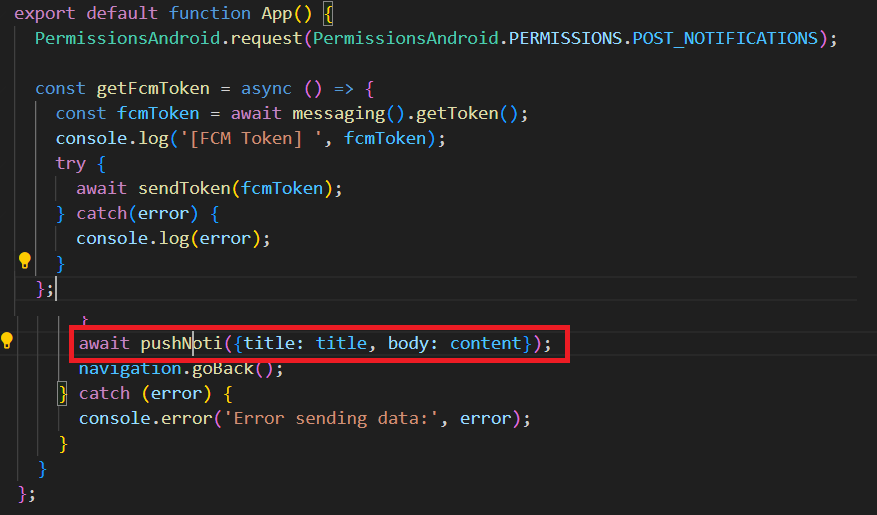 export default function App() {
PermissionsAndroid.request(PermissionsAndroid.PERMISSIONS.POST_NOTIFICATIONS);
const getFcmToken = async () => {
const fcmToken = await messaging().getToken();
console.log('[FCM Token] ', fcmToken);
try {
await sendToken(fcmToken);
} catch(error) {
console.log(error);
}
};
}
await pushNoti({title: title, body: content});
navigation.goBack();
} catch (error) {
console.error('Error sending data:', error);
}
}
};